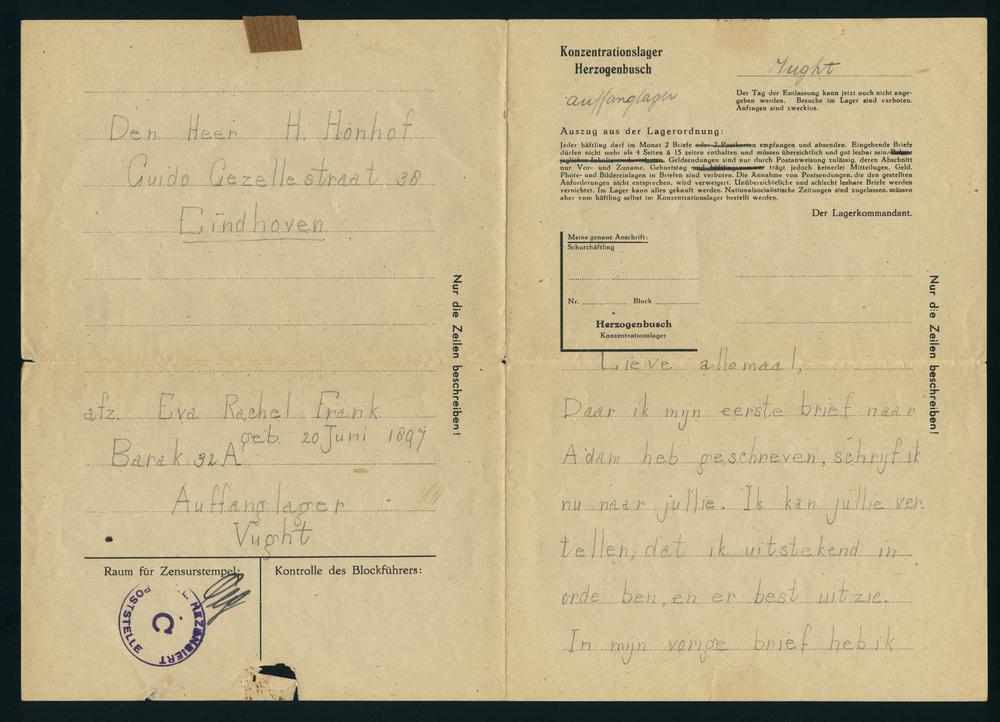 Den Heer H. Honhof
Guido Gezellestraat 38
Eindhoven
Nur die Zeilen beschreiben!
afz. Eva Rachel Frank
geb. 20 Juni 1897
Barak 32 A
Auffanglager
Vught
Raum für Zensurstempel:
Kontrolle des Blockführers:
POSTSTELLE
C
Konzentrationslager
Herzogenbusch
auffanglager
Vught
Der Tag der Entlassung kann jetzt noch nicht ange-
geben werden. Besuche im Lager sind verboten.
Anfragen sind zwecklos.
Auszug aus der Lagerordnung:
Jeder häftling darf im Monat 2 Briefe oder 2 Postkarten empfangen und absenden. Eingehende Briefe
dürfen nicht mehr als 4 Seiten à 15 zeilen enthalten und müssen übersichtlich und gut lesbar sein.
Geldsendungen sind nur durch Postanweisung zulässig, deren Abschnitt
nur Vor- und Zuname, Geburtstag trägt jedoch keinerlei Mitteilungen, Geld,
Photo- und Bildereinlagen in Briefen sind verboten. Die Annahme von Postsendungen, die den gestellten
Anforderungen nicht entsprechen, wird verweigert. Unübersichtliche und schlecht lesbare Briefe werden
vernichtet. Im Lager kann alles gekauft werden. Nationalsocialistische Zeitungen sind zugelassen, müssen
aber vom häftling selbst im Konzentrationslager bestellt werden.
Der Lagerkommandant.
Meine genaue Anschrift:
Schutzhäftling
Nr. Block
Herzogenbusch
Konzentrationslager
Nur die Zeilen beschreiben!
Lieve allemaal,
Daar ik mijn eerste brief naar
A'dam heb geschreven, schrijf ik
nu naar jullie. Ik kan jullie ver-
tellen, dat ik uitstekend in
orde ben, en er best uitzie.
In mijn vorige brief heb ik